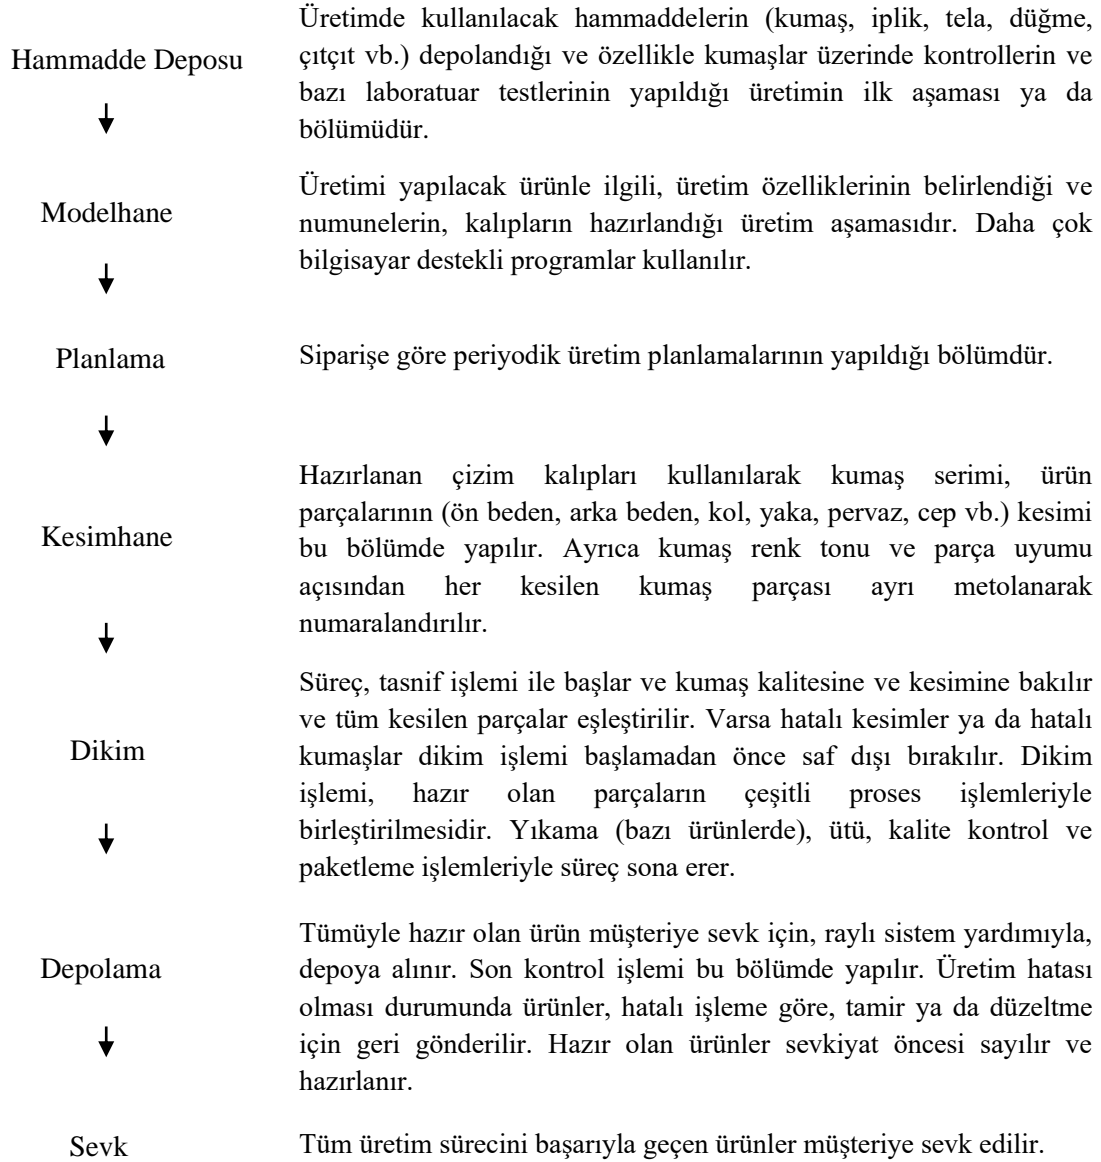 Hammadde Deposu
Üretimde kullanılacak hammaddelerin (kumaş, iplik, tela, düğme,
çıtçıt vb.) depolandığı ve özellikle kumaşlar üzerinde kontrollerin ve
bazı laboratuar testlerinin yapıldığı üretimin ilk aşaması ya da
bölümüdür.
Modelhane
Üretimi yapılacak ürünle ilgili, üretim özelliklerinin belirlendiği ve
numunelerin, kalıpların hazırlandığı üretim aşamasıdır. Daha çok
bilgisayar destekli programlar kullanılır.
Planlama
Siparişe göre periyodik üretim planlamalarının yapıldığı bölümdür.
Kesimhane
Hazırlanan çizim kalıpları kullanılarak kumaş serimi, ürün
parçalarının (ön beden, arka beden, kol, yaka, pervaz, cep vb.) kesimi
bu bölümde yapılır. Ayrıca kumaş renk tonu ve parça uyumu
açısından her kesilen kumaş parçası ayrı metolanarak
numaralandırılır.
Dikim
Süreç, tasnif işlemi ile başlar ve kumaş kalitesine ve kesimine bakılır
ve tüm kesilen parçalar eşleştirilir. Varsa hatalı kesimler ya da hatalı
kumaşlar dikim işlemi başlamadan önce saf dışı bırakılır. Dikim
işlemi, hazır olan parçaların çeşitli proses işlemleriyle
birleştirilmesidir. Yıkama (bazı ürünlerde), ütü, kalite kontrol ve
paketleme işlemleriyle süreç sona erer.
Depolama
Tümüyle hazır olan ürün müşteriye sevk için, raylı sistem yardımıyla,
depoya alınır. Son kontrol işlemi bu bölümde yapılır. Üretim hatası
olması durumunda ürünler, hatalı işleme göre, tamir ya da düzeltme
için geri gönderilir. Hazır olan ürünler sevkiyat öncesi sayılır ve
hazırlanır.
Sevk
Tüm üretim sürecini başarıyla geçen ürünler müşteriye sevk edilir.